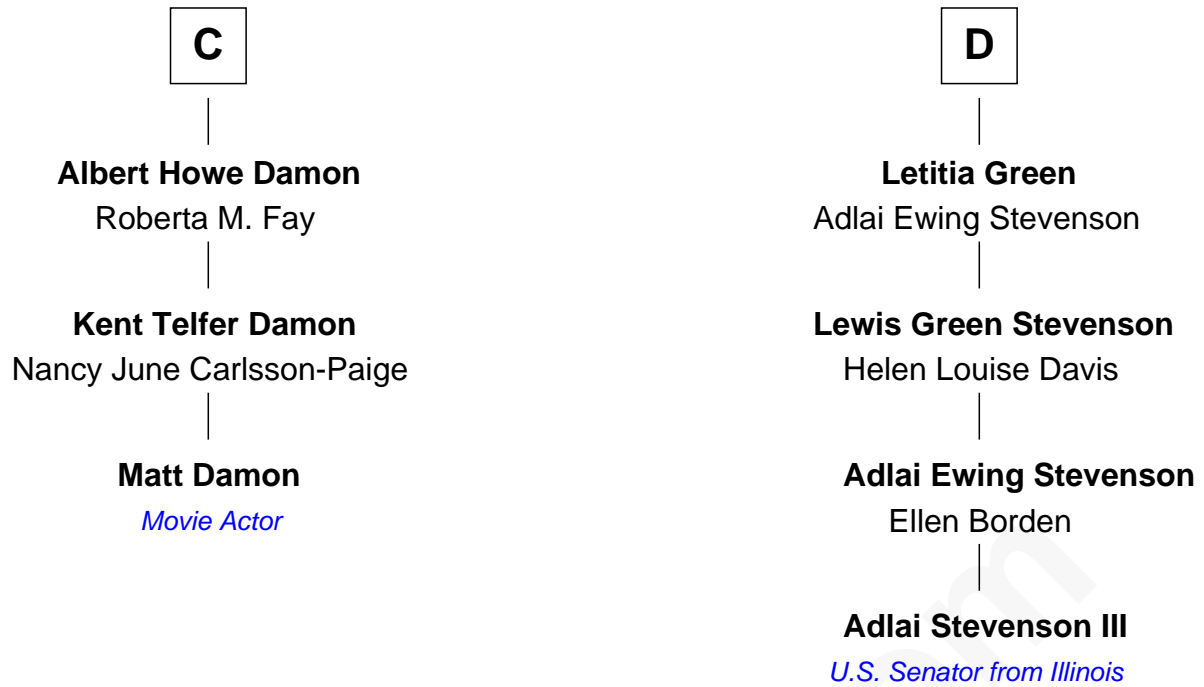 C
Albert Howe Damon
Roberta M. Fay
Kent Telfer Damon
Nancy June Carlsson-Paige
Matt Damon
Movie Actor
D
Letitia Green
Adlai Ewing Stevenson
Lewis Green Stevenson
Helen Louise Davis
Adlai Ewing Stevenson
Ellen Borden
Adlai Stevenson III
U.S. Senator from Illinois
om